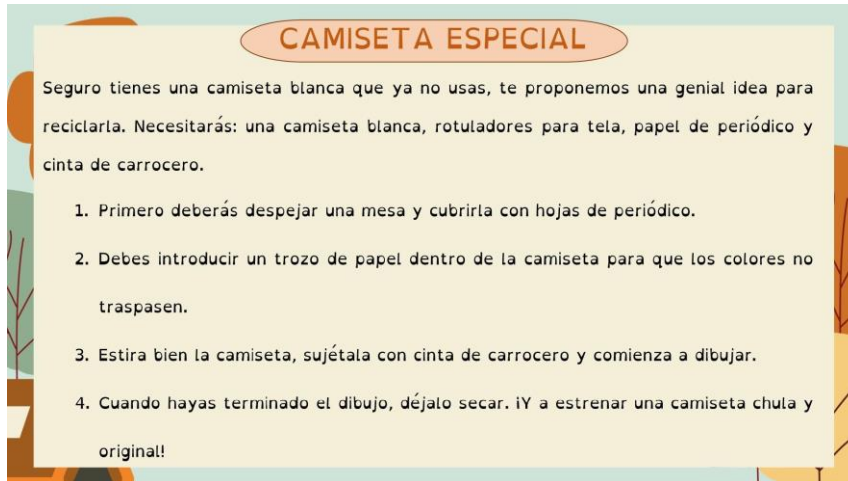 CAMISETA ESPECIAL
Seguro tienes una camiseta blanca que ya no usas, te proponemos una genial idea para
reciclarla. Necesitarás: una camiseta blanca, rotuladores para tela, papel de periódico y
cinta de carrocero.
1. Primero deberás despejar una mesa y cubrirla con hojas de periódico.
2. Debes introducir un trozo de papel dentro de la camiseta para que los colores no
traspasen.
3. Estira bien la camiseta, sujétala con cinta de carrocero y comienza a dibujar.
4. Cuando hayas terminado el dibujo, déjalo secar. ¡Y a estrenar una camiseta chula y
original!